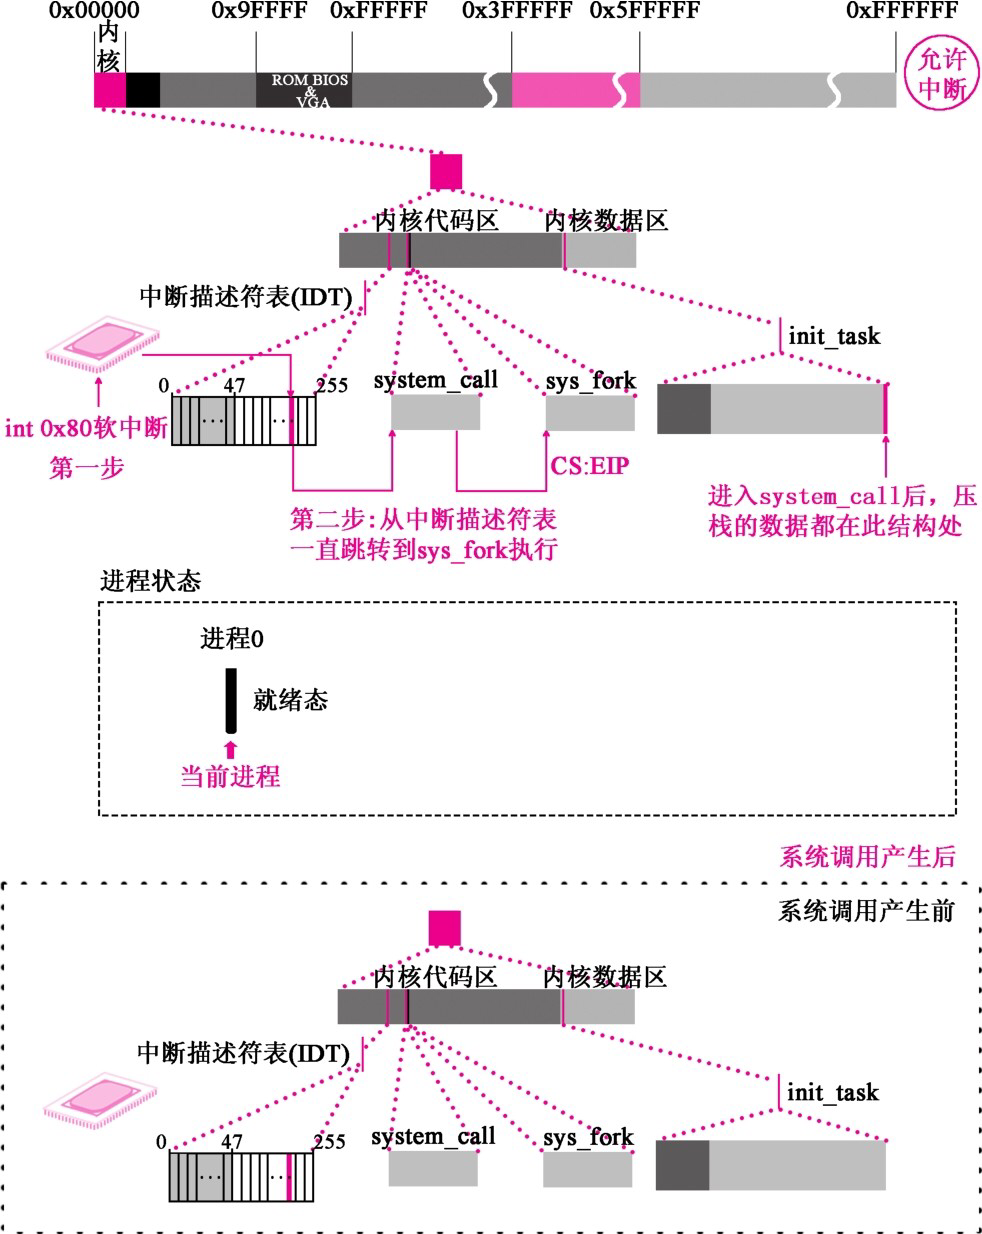 0x00000 0x9FFFF 0xFFFFF 0x3FFFFF 0x5FFFFF 0xFFFFFF
内核
ROM BIOS
&
VGA
允许
中断
内核代码区 内核数据区
中断描述符表(IDT)
init_task
0 47 255 system_call sys_fork
... ...
int 0x80软中断
第一步
CS:EIP
第二步:从中断描述符表
一直跳转到sys_fork执行
进入system_call后，压
栈的数据都在此结构处
进程状态
进程0
就绪态
当前进程
系统调用产生后
系统调用产生前
内核代码区 内核数据区
中断描述符表(IDT)
init_task
0 47 255 system_call sys_fork
... ...